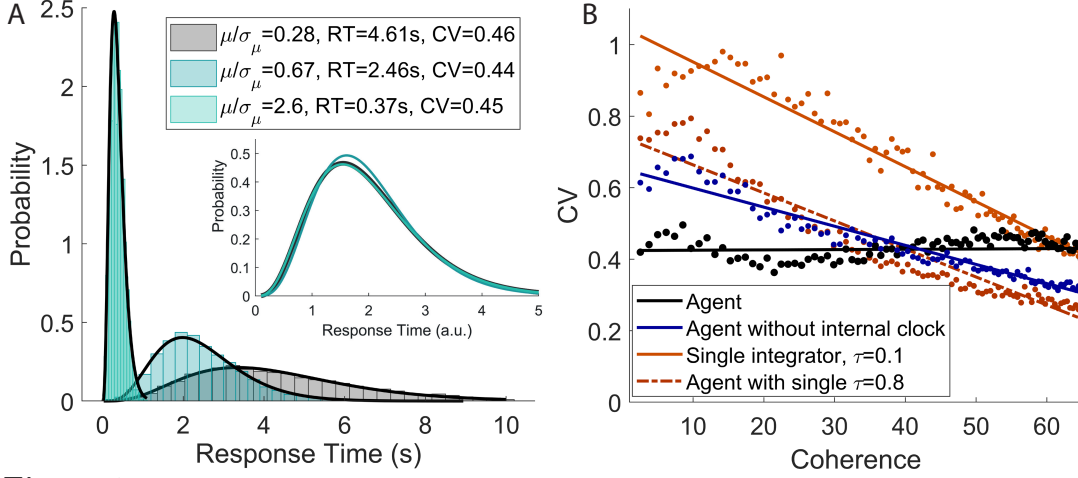 A
2.5
2
1.5
1
0.5
0
Probability
0 2 4 6 8 10
Response Time (s)
μ/σμ=0.28, RT=4.61s, CV=0.46
μ/σμ=0.67, RT=2.46s, CV=0.44
μ/σμ=2.6, RT=0.37s, CV=0.45
0.5
0.4
0.3
0.2
0.1
0
Probability
0 1 2 3 4 5
Response Time (a.u.)
B
1
0.8
0.6
0.4
0.2
0
CV
10 20 30 40 50 60
Coherence
Agent
Agent without internal clock
Single integrator, τ=0.1
Agent with single τ=0.8